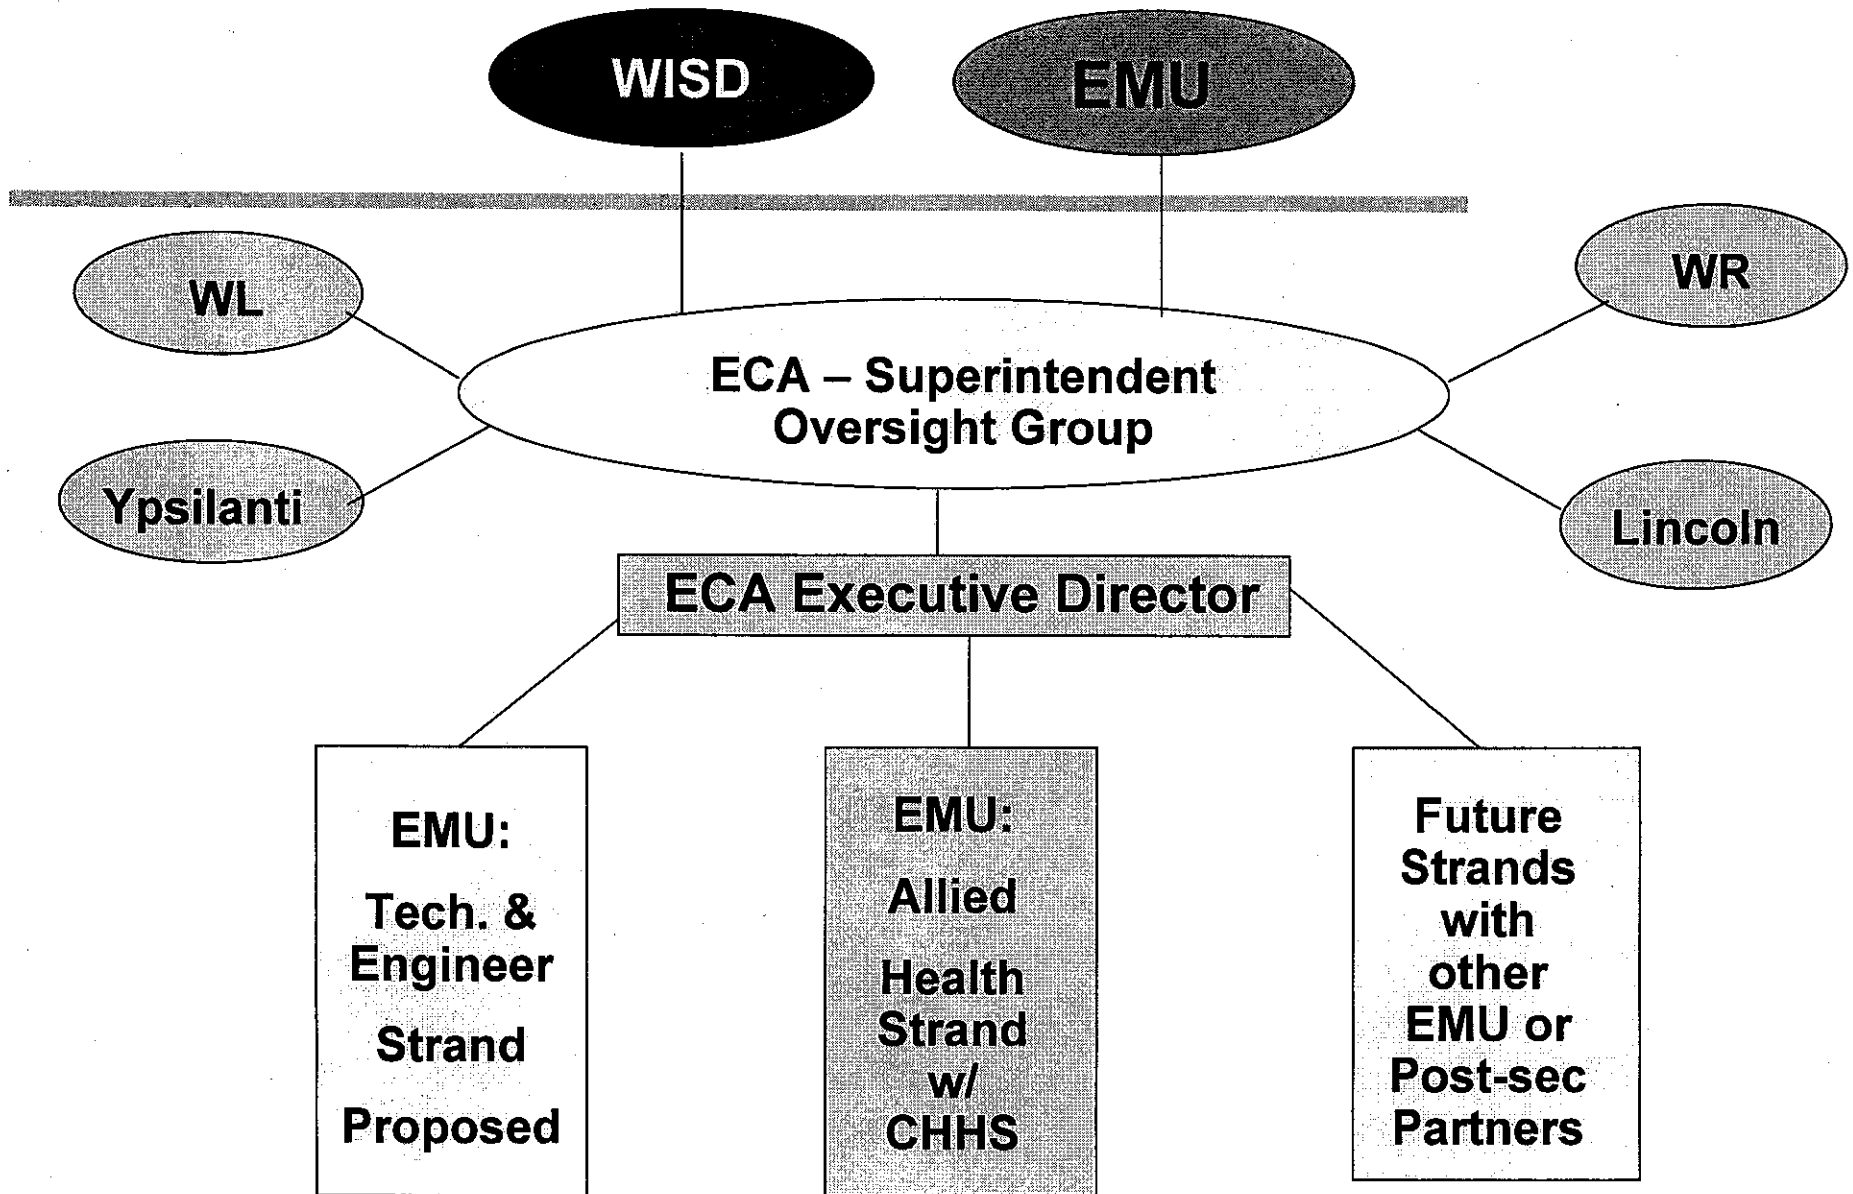 WISD
EMU
WL
WR
ECA – Superintendent
Oversight Group
Ypsilanti
Lincoln
ECA Executive Director
EMU:
Tech. &
Engineer
Strand
Proposed
EMU:
Allied
Health
Strand
w/
CHHS
Future
Strands
with
other
EMU or
Post-sec
Partners